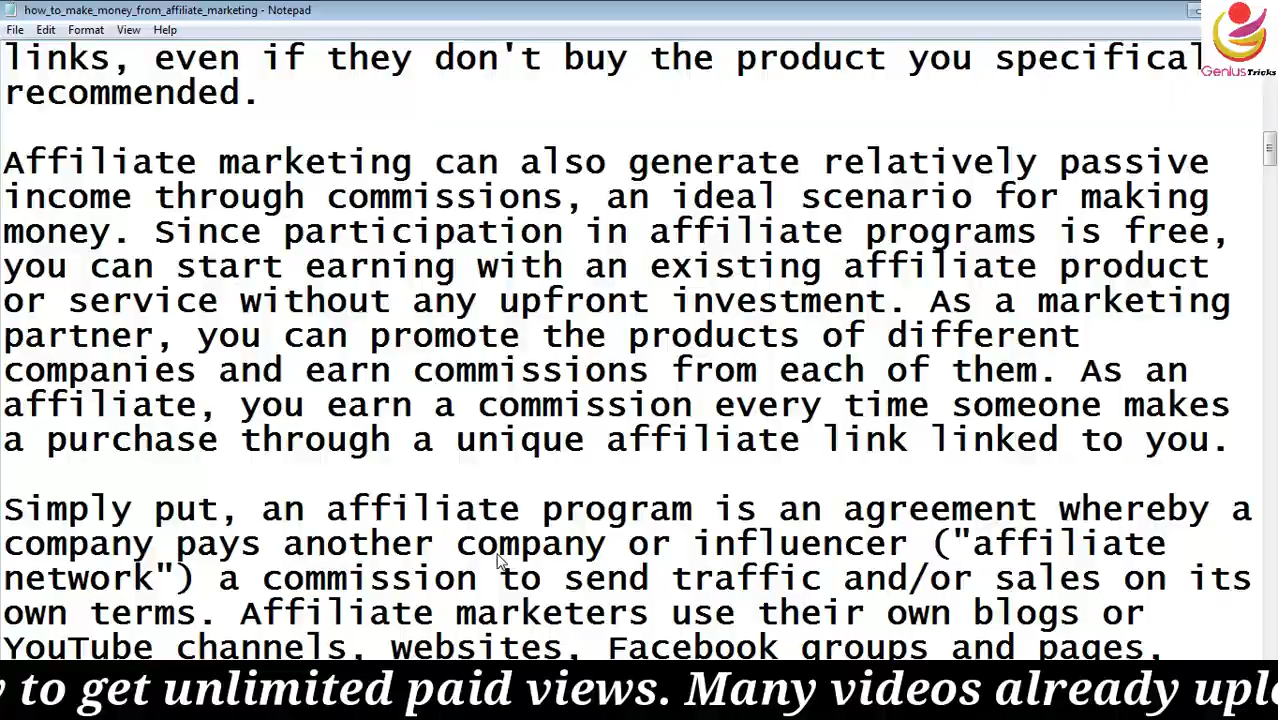 how_to_make_money_from_affiliate_marketing - Notepad
File Edit Format View Help
links, even if they don't buy the product you specifical
recommended.
Affiliate marketing can also generate relatively passive
income through commissions, an ideal scenario for making
money. Since participation in affiliate programs is free,
you can start earning with an existing affiliate product
or service without any upfront investment. As a marketing
partner, you can promote the products of different
companies and earn commissions from each of them. As an
affiliate, you earn a commission every time someone makes
a purchase through a unique affiliate link linked to you.
Simply put, an affiliate program is an agreement whereby a
company pays another company or influencer ("affiliate
network") a commission to send traffic and/or sales on its
own terms. Affiliate marketers use their own blogs or
YouTube channels, websites, Facebook groups and pages,
to get unlimited paid views. Many videos already uplo
Genius Tricks